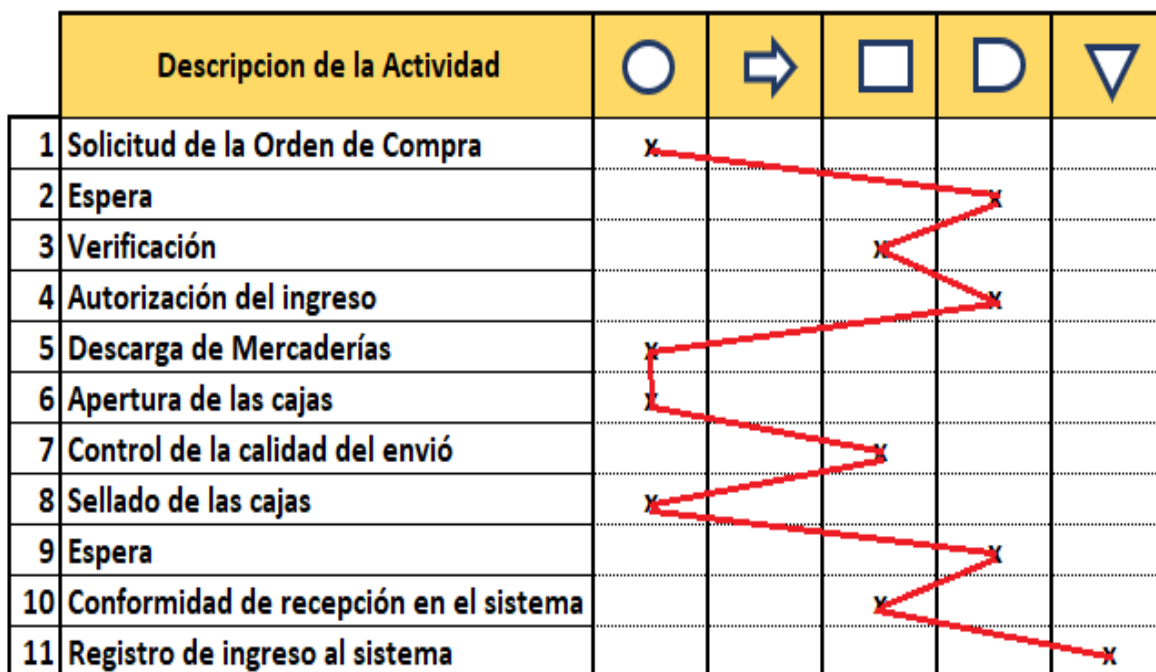 Descripcion de la Actividad
1 Solicitud de la Orden de Compra x
2 Espera x
3 Verificación x
4 Autorización del ingreso x
5 Descarga de Mercaderías x
6 Apertura de las cajas x
7 Control de la calidad del envió x
8 Sellado de las cajas x
9 Espera x
10 Conformidad de recepción en el sistema x
11 Registro de ingreso al sistema x